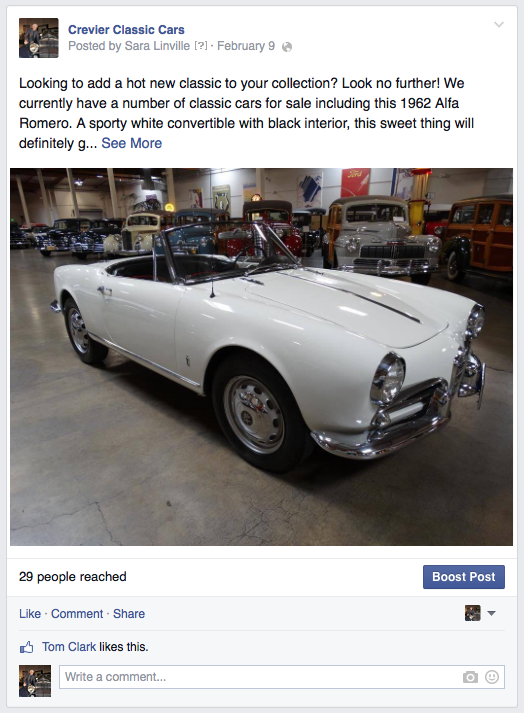 Crevier Classic Cars
Posted by Sara Linville [?] · February 9
Looking to add a hot new classic to your collection? Look no further! We
currently have a number of classic cars for sale including this 1962 Alfa
Romero. A sporty white convertible with black interior, this sweet thing will
definitely g... See More
Ford
29 people reached
Boost Post
Like · Comment · Share
Tom Clark likes this.
Write a comment...